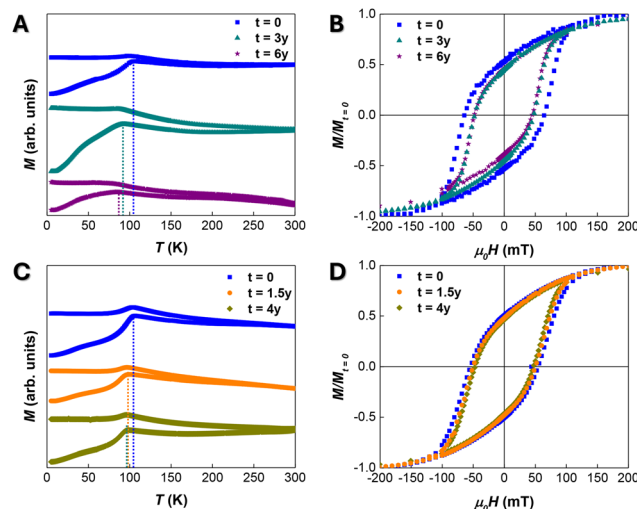 A
t = 0
t = 3y
t = 6y
M (arb. units)
0 50 100 150 200 250 300
T (K)
B
t = 0
t = 3y
t = 6y
M/M_{t = 0}
1.0
0.5
0.0
-0.5
-1.0
-200 -150 -100 -50 0 50 100 150 200
μ₀H (mT)
C
t = 0
t = 1.5y
t = 4y
M (arb. units)
0 50 100 150 200 250 300
T (K)
D
t = 0
t = 1.5y
t = 4y
M/M_{t = 0}
1.0
0.5
0.0
-0.5
-1.0
-200 -150 -100 -50 0 50 100 150 200
μ₀H (mT)